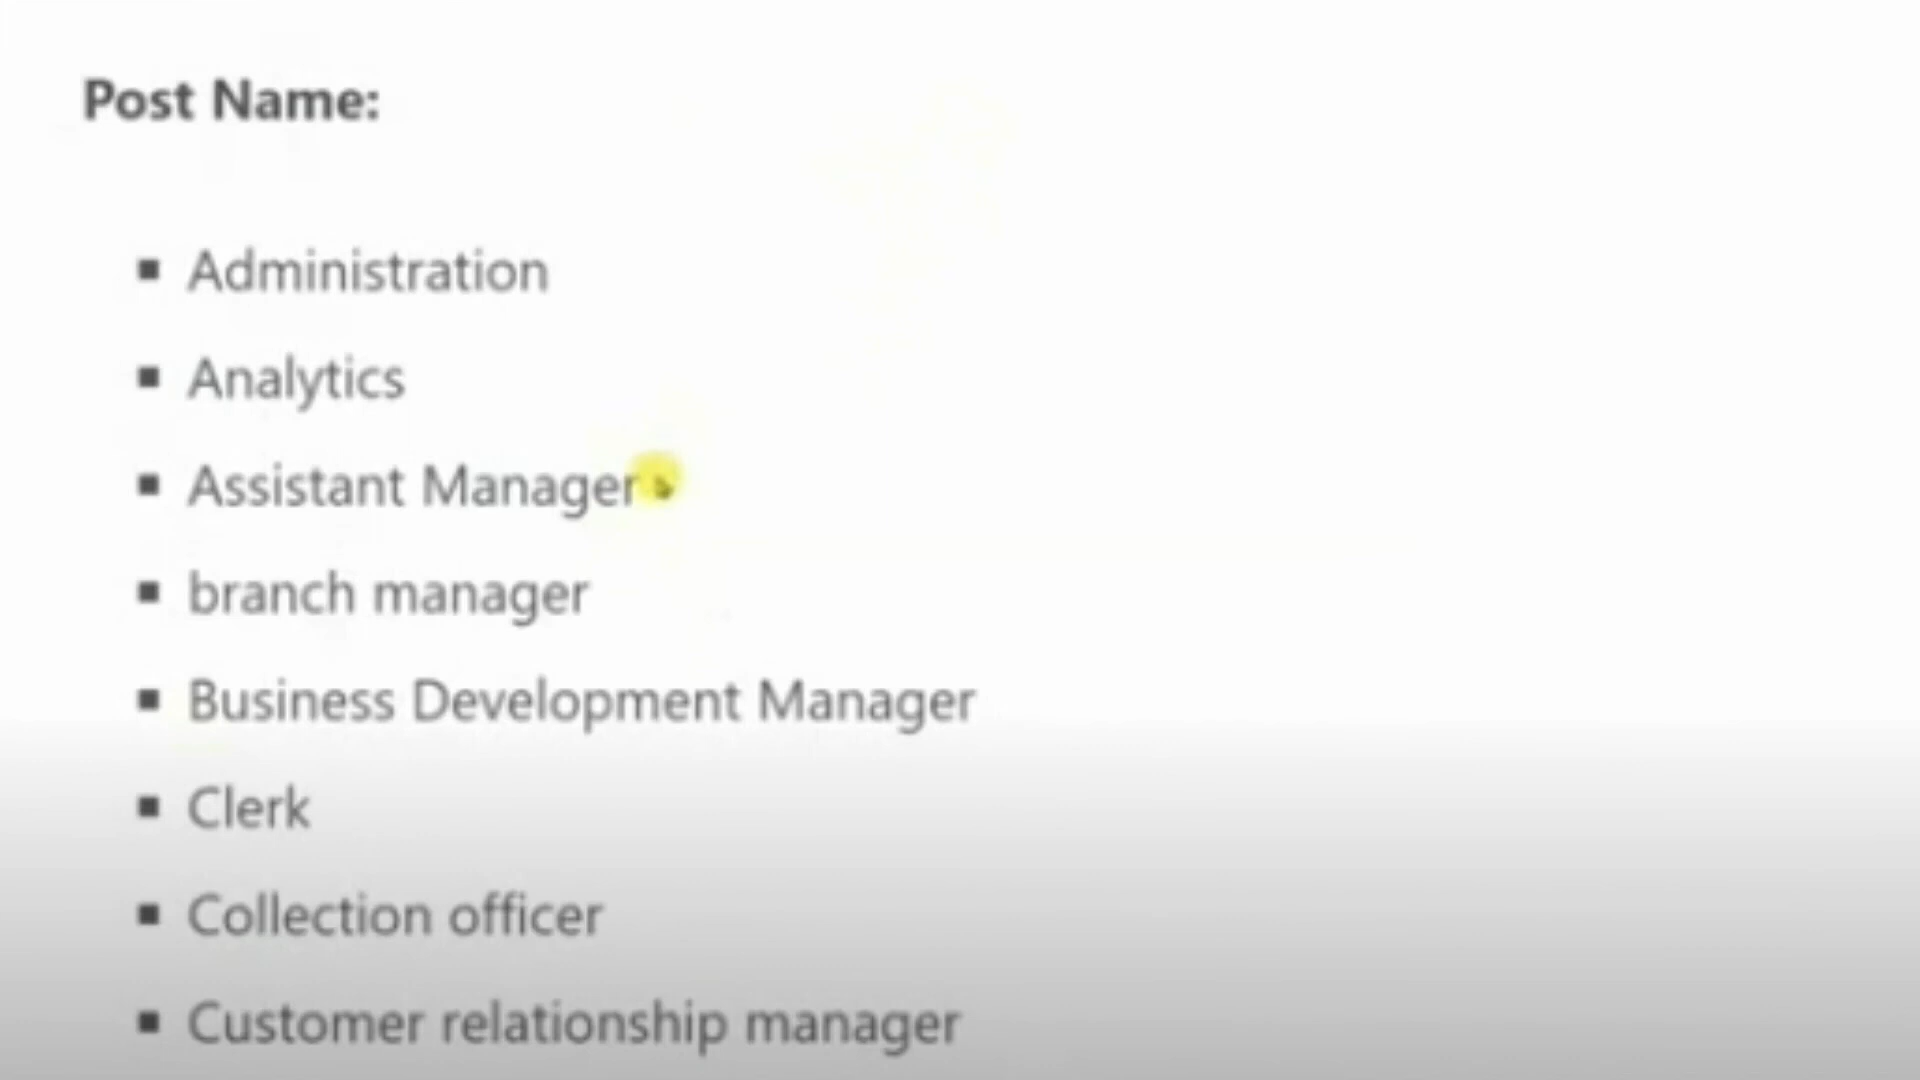 Post Name:
Administration
Analytics
Assistant Manager
branch manager
Business Development Manager
Clerk
Collection officer
Customer relationship manager